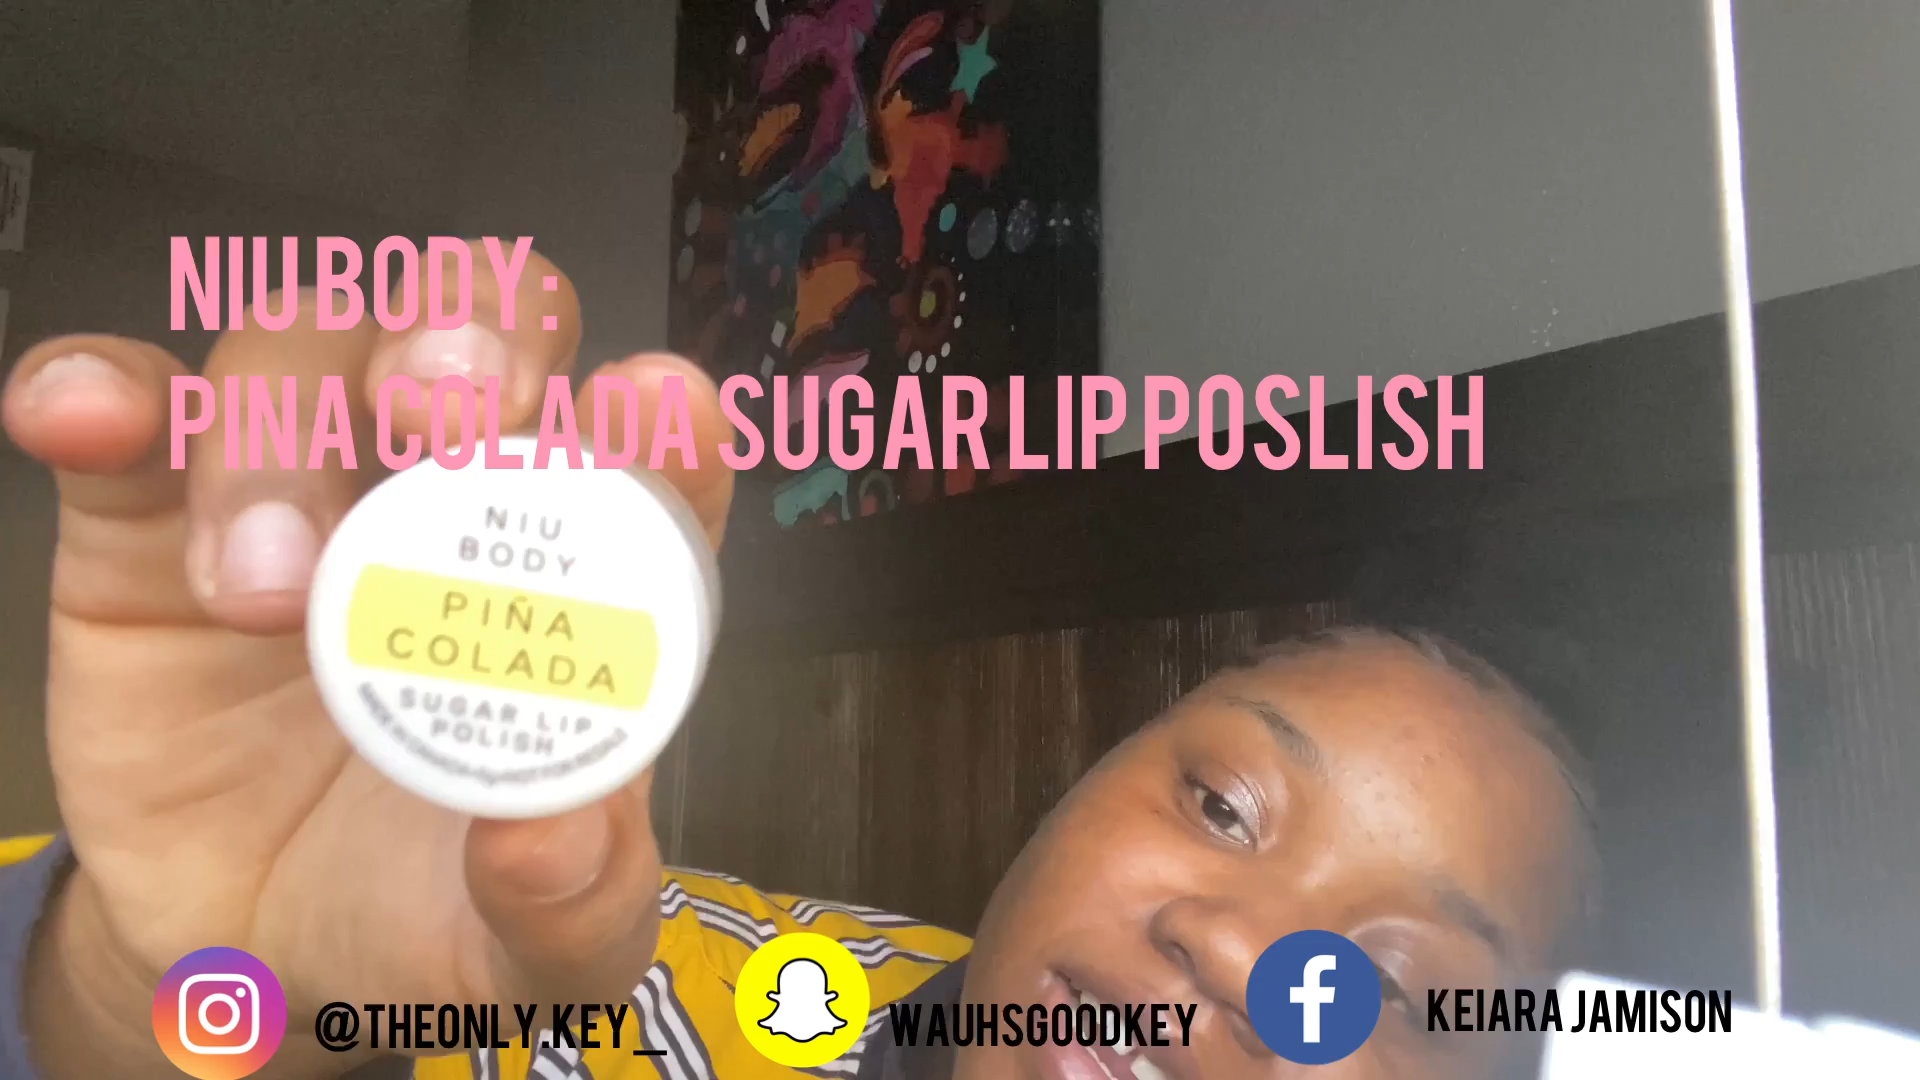 NIU BODY:
PINA COLADA SUGAR LIP POSLISH
NIU
BODY
PIÑA
COLADA
SUGAR LIP
POLISH
@THEONLY.KEY_
WAUHSGOODKEY
KEIARA JAMISON